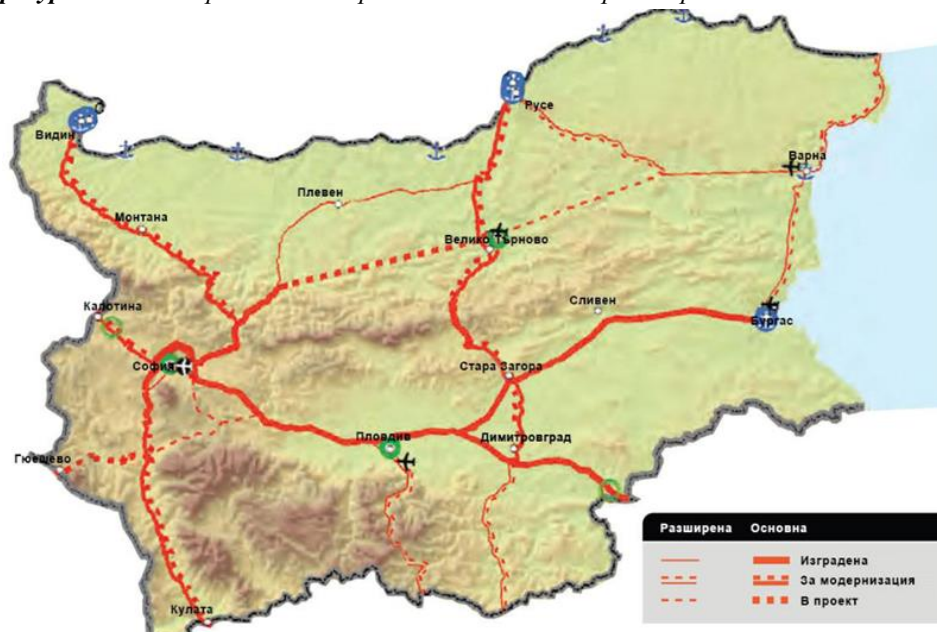 Русе
Видин
Варна
Плевен
Монтана
Велико Търново
Калотина
Сливен
Бургас
София
Стара Загора
Пловдив
Димитровград
Гюешево
Кулата
Разширена Основна
Изградена
За модернизация
В проект